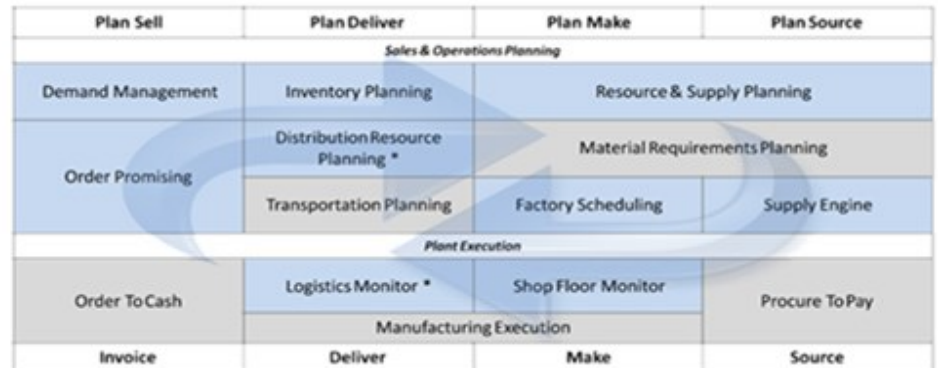 Plan Sell Plan Deliver Plan Make Plan Source
Sales & Operations Planning
Demand Management Inventory Planning Resource & Supply Planning
Order Promising
Distribution Resource
Planning *
Material Requirements Planning
Transportation Planning Factory Scheduling Supply Engine
Plant Execution
Order To Cash
Logistics Monitor * Shop Floor Monitor
Procure To Pay
Manufacturing Execution
Invoice Deliver Make Source